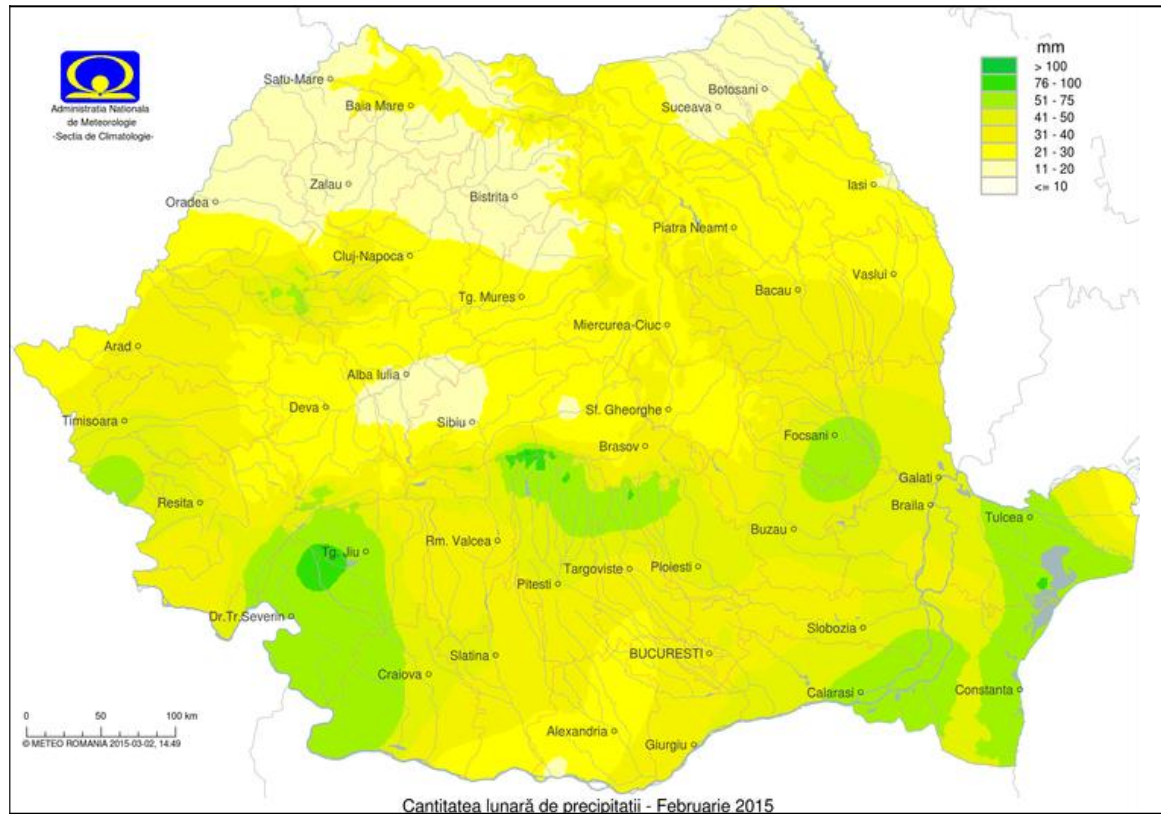 Administratia Nationala
de Meteorologie
-Sectia de Climatologie-
mm
> 100
76 - 100
51 - 75
41 - 50
31 - 40
21 - 30
11 - 20
<= 10
Satu-Mare
Baia Mare
Botosani
Suceava
Zalau
Bistrita
Iasi
Oradea
Piatra Neamt
Cluj-Napoca
Vaslui
Tg. Mures
Bacau
Miercurea-Ciuc
Arad
Alba Iulia
Deva
Sf. Gheorghe
Timisoara
Sibiu
Focsani
Brasov
Galati
Resita
Braila
Tulcea
Buzau
Rm. Valcea
Tg. Jiu
Targoviste
Ploiesti
Pitesti
Dr.Tr.Severin
Slobozia
Slatina
BUCURESTI
Craiova
Calarasi
Constanta
Alexandria
Giurgiu
0 50 100 km
© METEO ROMANIA 2015-03-02, 14:49
Cantitatea lunară de precipitatii - Februarie 2015